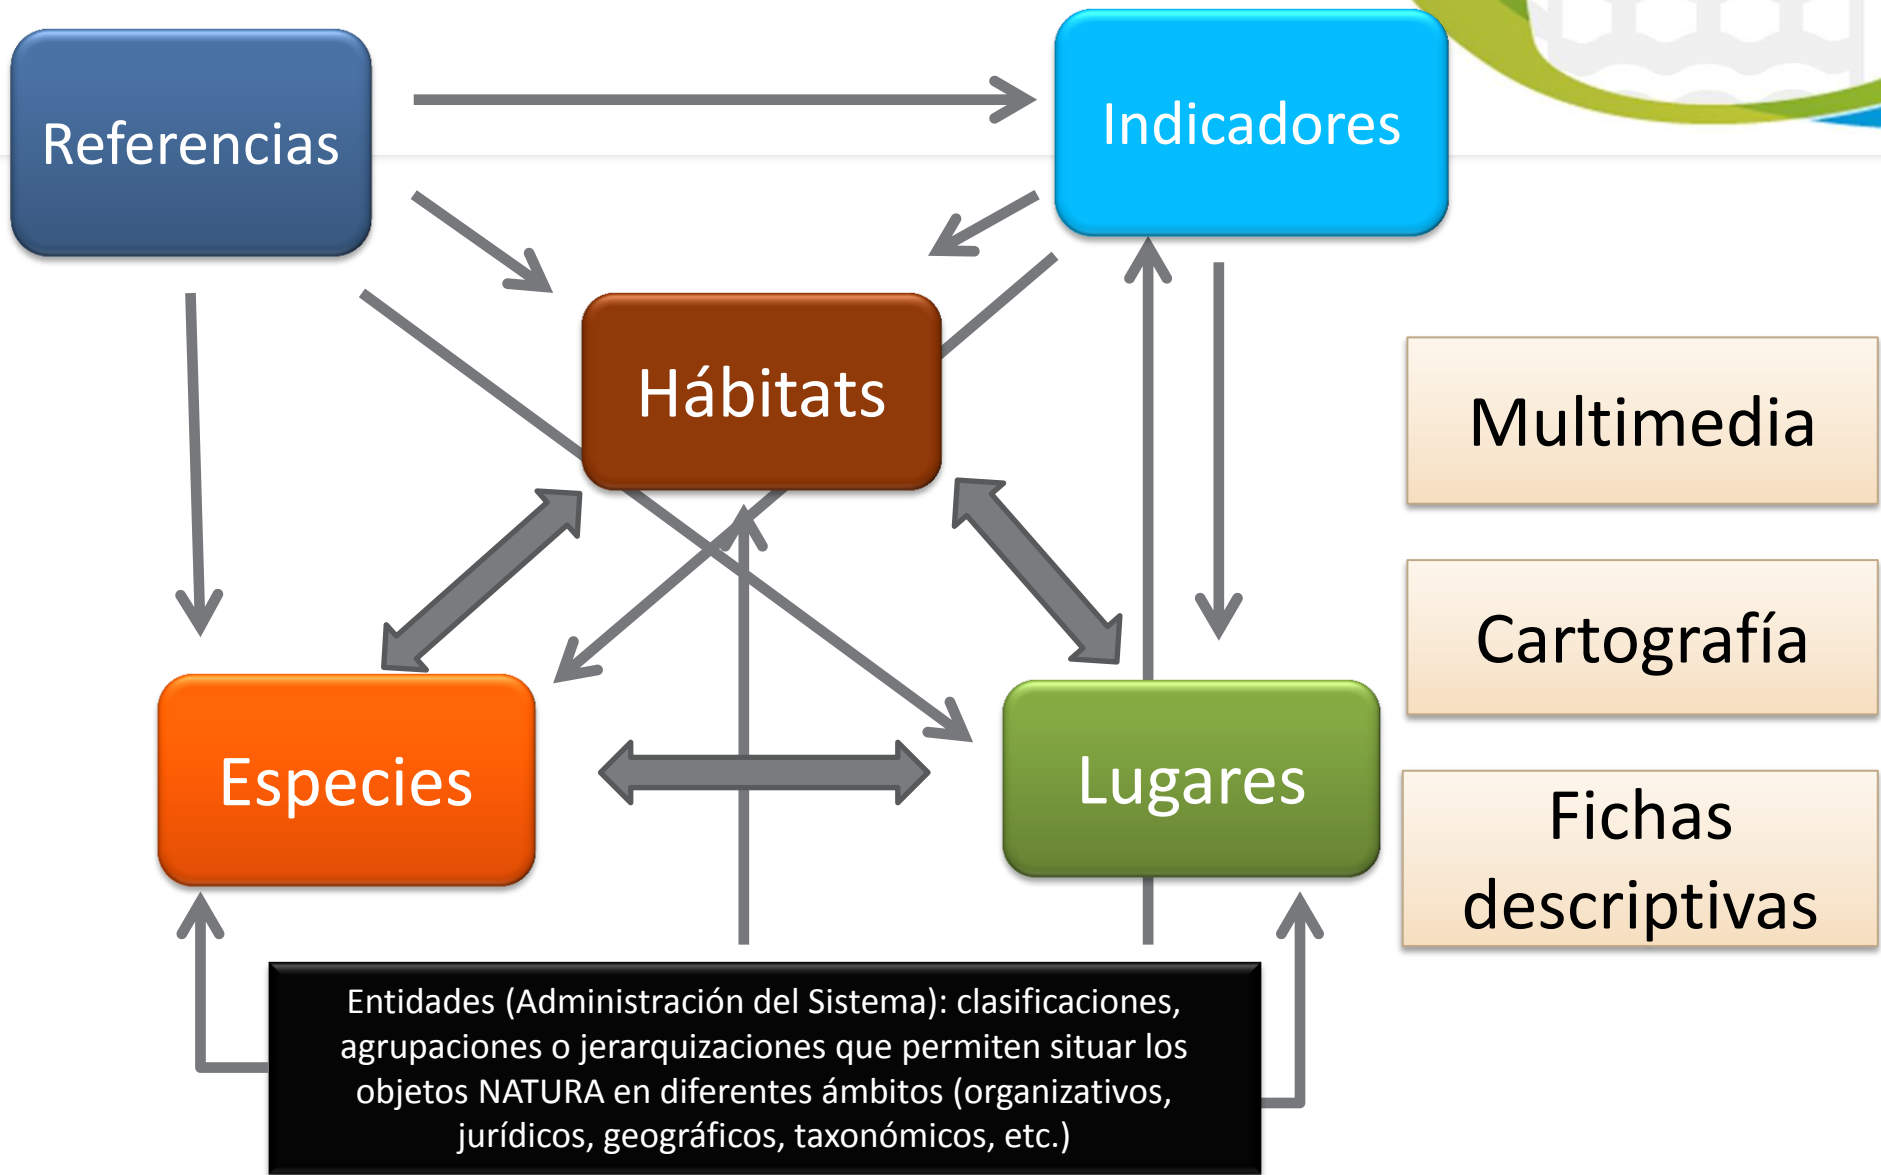 Referencias
Indicadores
Hábitats
Multimedia
Cartografía
Especies
Lugares
Fichas
descriptivas
Entidades (Administración del Sistema): clasificaciones,
agrupaciones o jerarquizaciones que permiten situar los
objetos NATURA en diferentes ámbitos (organizativos,
jurídicos, geográficos, taxonómicos, etc.)